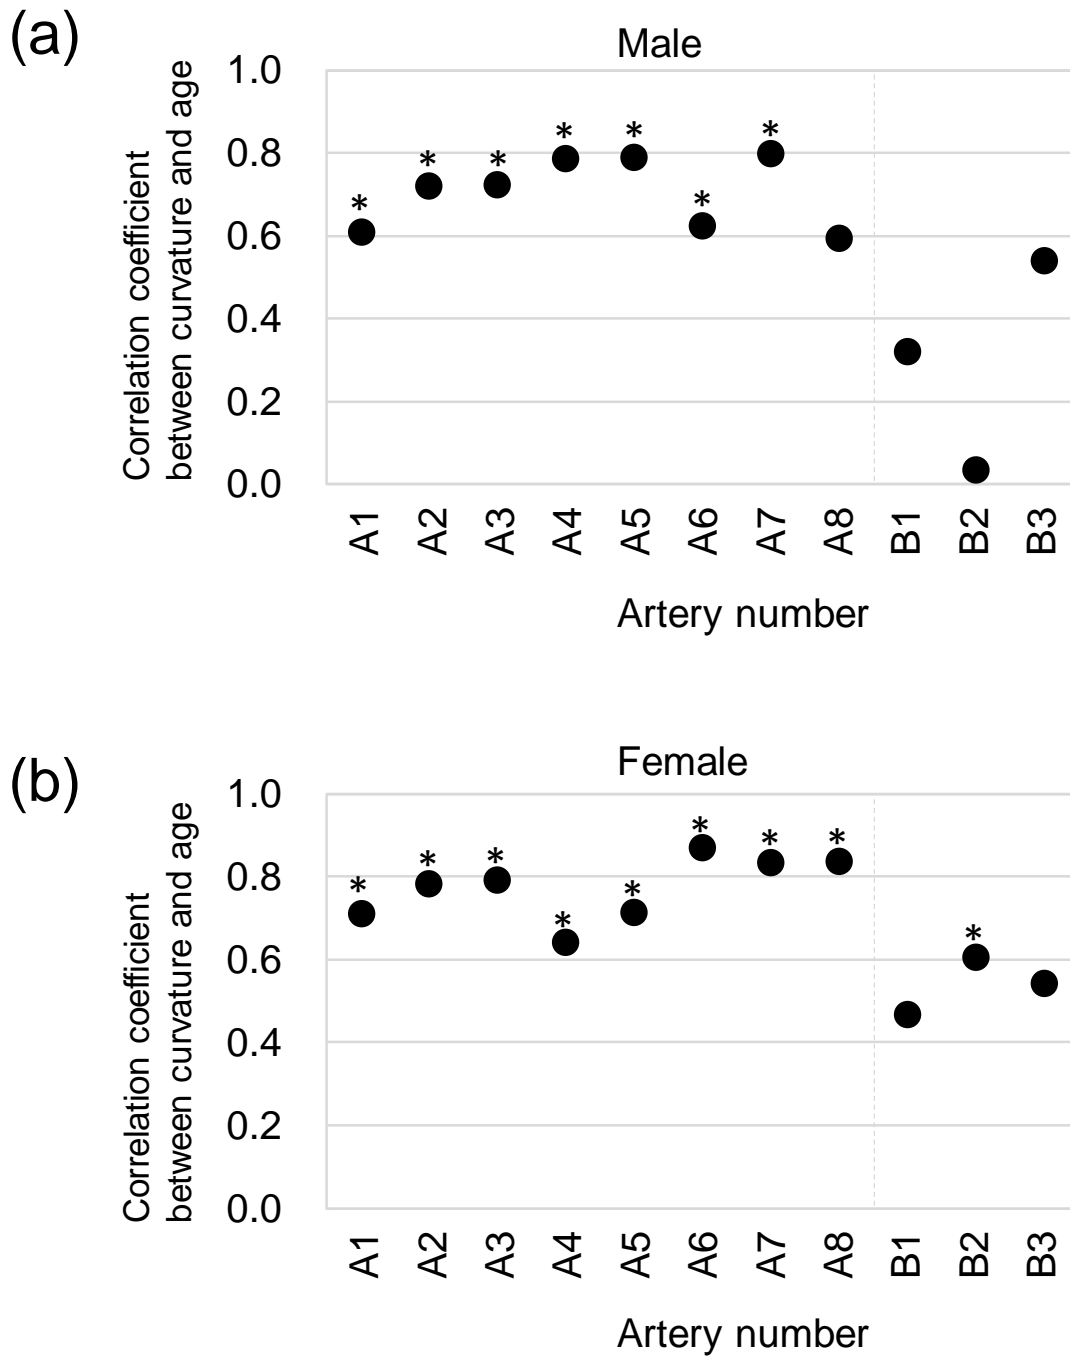 (a)
Male
Correlation coefficient
between curvature and age
1.0
0.8
0.6
0.4
0.2
0.0
* * * * * * *
A1 A2 A3 A4 A5 A6 A7 A8 B1 B2 B3
Artery number
(b)
Female
Correlation coefficient
between curvature and age
1.0
0.8
0.6
0.4
0.2
0.0
* * * * * * * * *
A1 A2 A3 A4 A5 A6 A7 A8 B1 B2 B3
Artery number